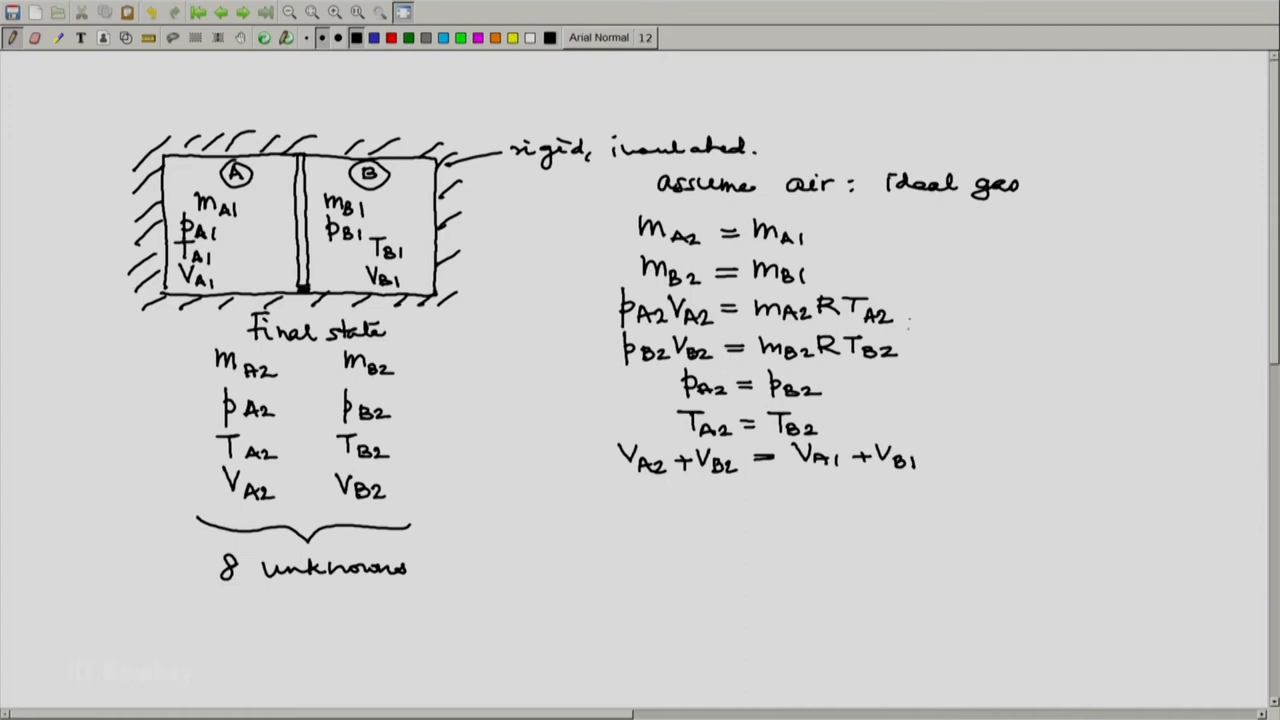 Arial Normal 12
rigid, insulated.
assume air : Ideal gas
A B
mA1 mB1
pA1 pB1
TA1 TB1
VA1 VB1
Final state
mA2 mB2
pA2 pB2
TA2 TB2
VA2 VB2
8 unknowns
mA2 = mA1
mB2 = mB1
pA2VA2 = mA2RTA2
pB2VB2 = mB2RTB2
pA2 = pB2
TA2 = TB2
VA2 + VB2 = VA1 + VB1
IIT Bombay